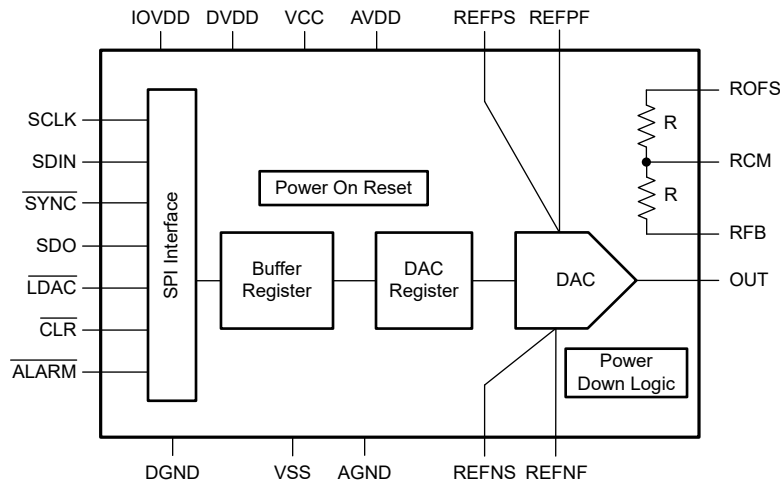 IOVDD DVDD VCC AVDD REFPS REFPF
ROFS
SCLK
R
SDIN
RCM
Power On Reset
SYNC
R
RFB
SDO
SPI Interface
Buffer
Register
DAC
Register
DAC
OUT
LDAC
CLR
Power
Down Logic
ALARM
DGND VSS AGND REFNS REFNF